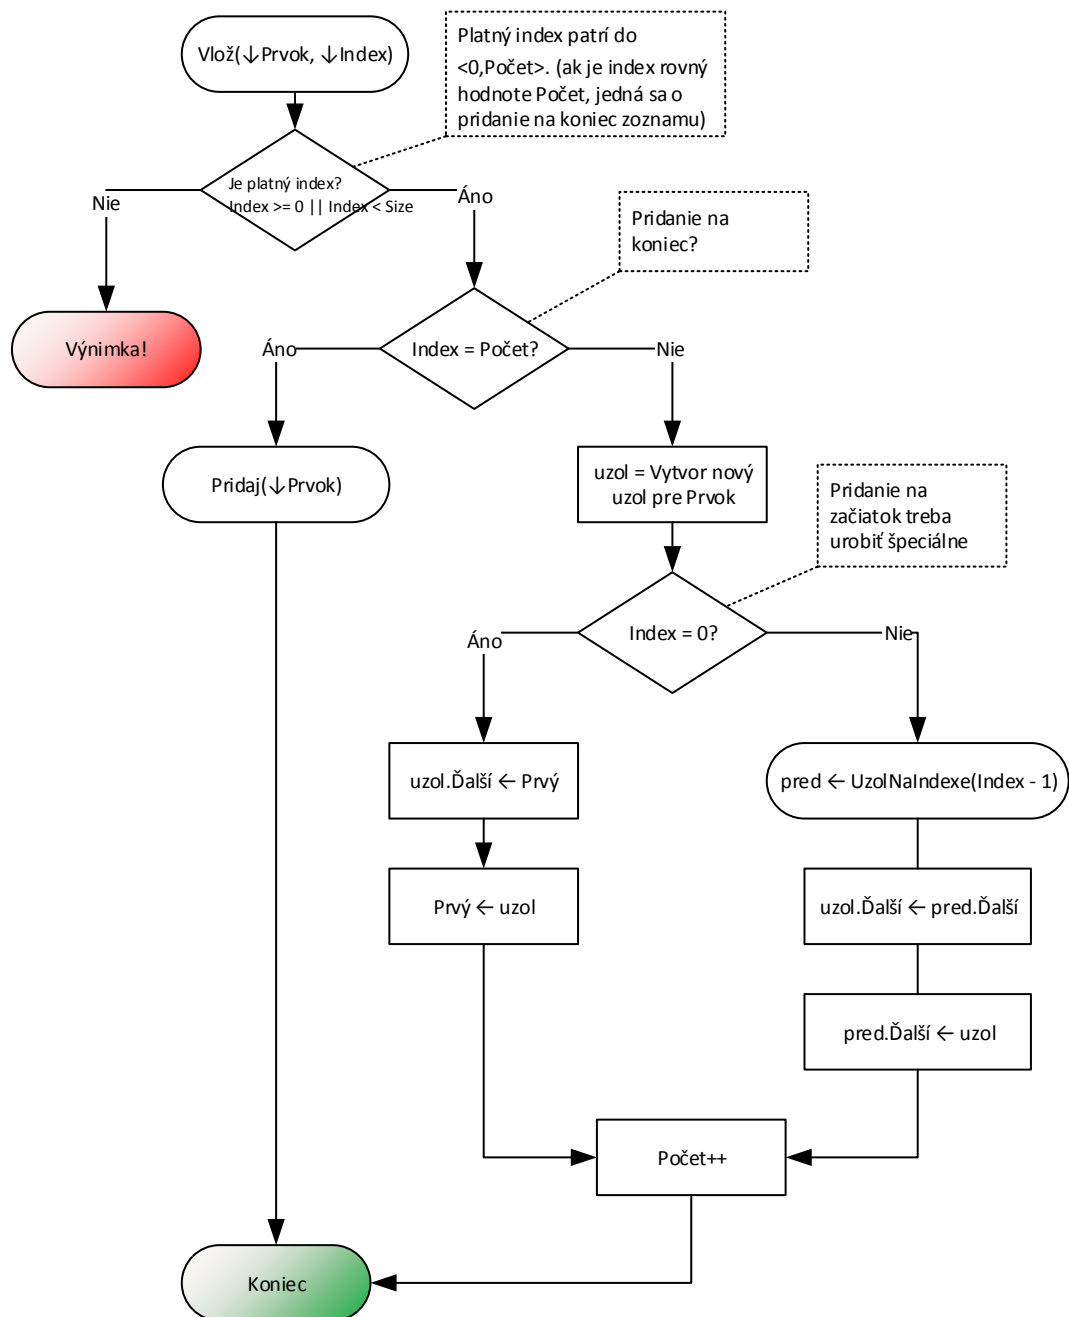 Vlož(↓Prvok, ↓Index)
Platný index patrí do
<0,Počet>. (ak je index rovný
hodnote Počet, jedná sa o
pridanie na koniec zoznamu)
Je platný index?
Index >= 0 || Index < Size
Nie
Áno
Pridanie na
koniec?
Výnimka!
Index = Počet?
Áno
Nie
Pridaj(↓Prvok)
uzol = Vytvor nový
uzol pre Prvok
Pridanie na
začiatok treba
urobiť špeciálne
Index = 0?
Áno
Nie
uzol.Ďalší ← Prvý
pred ← UzolNaIndexe(Index - 1)
Prvý ← uzol
uzol.Ďalší ← pred.Ďalší
pred.Ďalší ← uzol
Počet++
Koniec